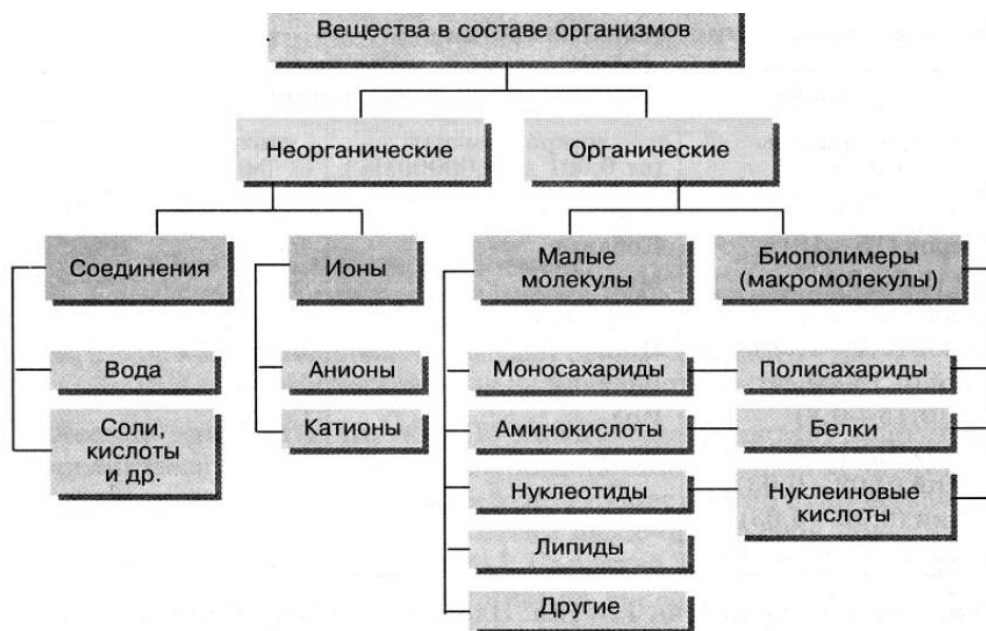 Вещества в составе организмов
Неорганические
Органические
Соединения
Ионы
Малые
молекулы
Биополимеры
(макромолекулы)
Вода
Анионы
Моносахариды
Полисахариды
Соли,
кислоты
и др.
Катионы
Аминокислоты
Белки
Нуклеотиды
Нуклеиновые
кислоты
Липиды
Другие